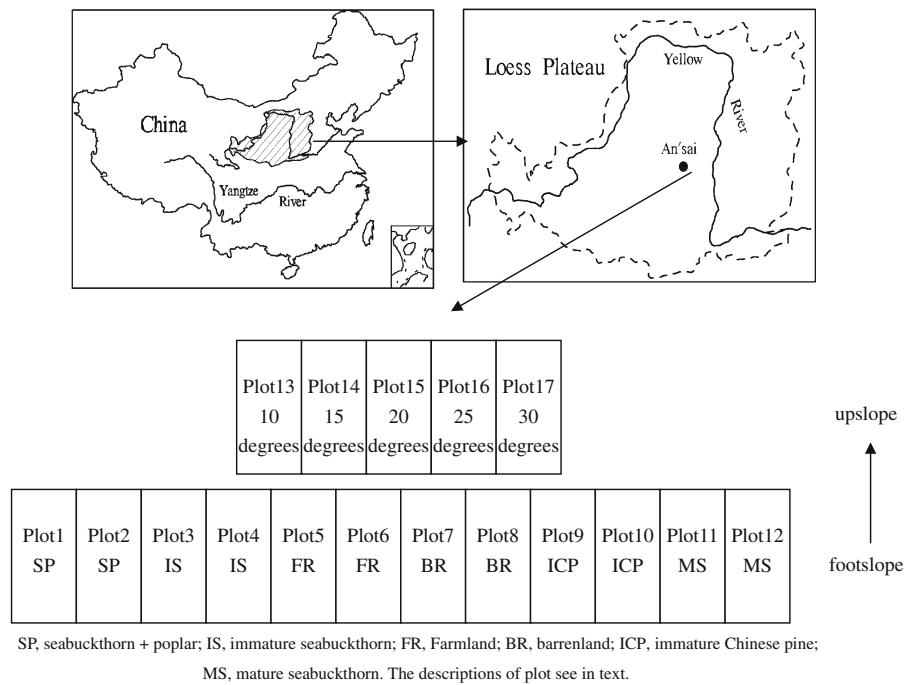 China
Yangtze
River
Loess Plateau
Yellow
River
An'sai
Plot13 Plot14 Plot15 Plot16 Plot17
10 15 20 25 30
degrees degrees degrees degrees degrees
upslope
Plot1 Plot2 Plot3 Plot4 Plot5 Plot6 Plot7 Plot8 Plot9 Plot10 Plot11 Plot12
SP SP IS IS FR FR BR BR ICP ICP MS MS
footslope
SP, seabuckthorn + poplar; IS, immature seabuckthorn; FR, Farmland; BR, barrenland; ICP, immature Chinese pine;
MS, mature seabuckthorn. The descriptions of plot see in text.